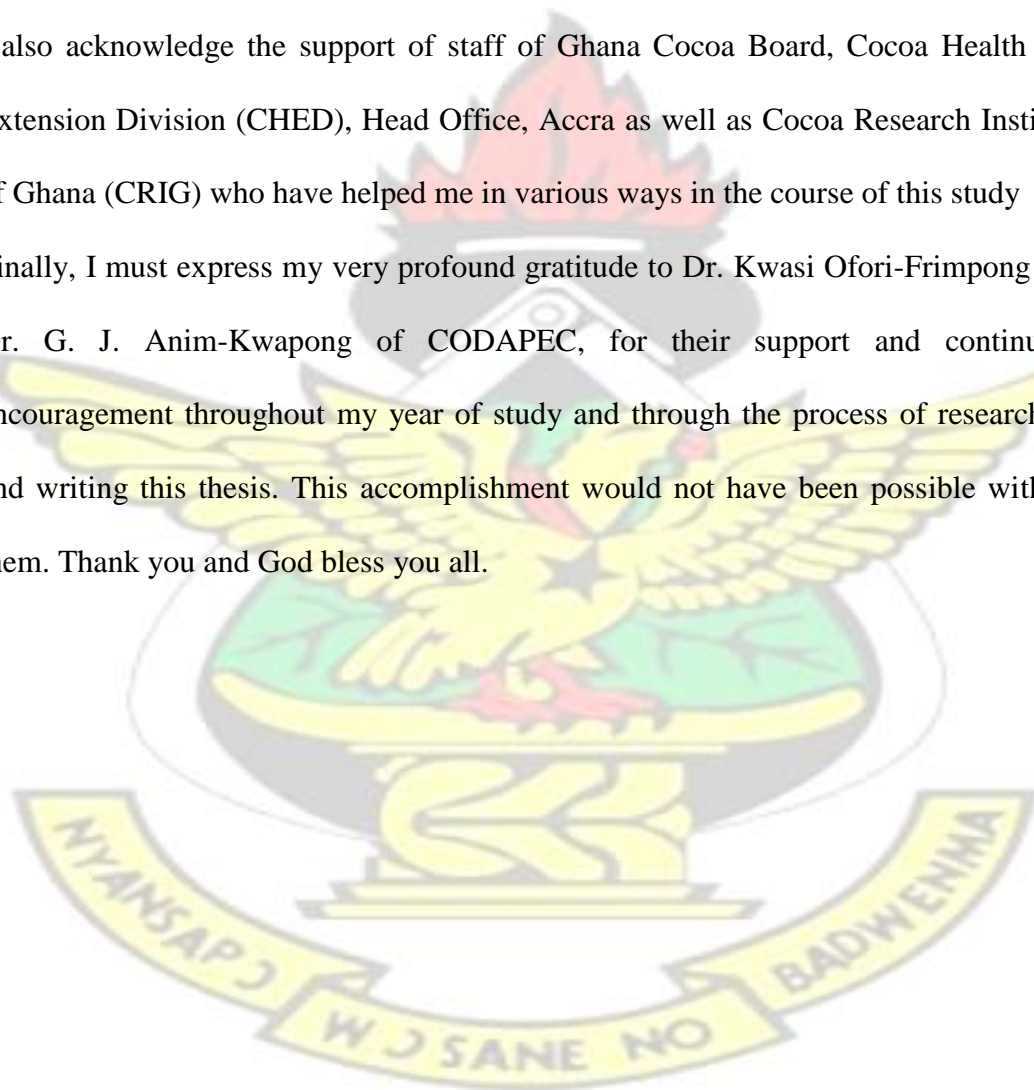 also acknowledge the support of staff of Ghana Cocoa Board, Cocoa Health
xtension Division (CHED), Head Office, Accra as well as Cocoa Research Insti
f Ghana (CRIG) who have helped me in various ways in the course of this study
inally, I must express my very profound gratitude to Dr. Kwasi Ofori-Frimpong
r. G. J. Anim-Kwapong of CODAPEC, for their support and continu
ncouragement throughout my year of study and through the process of research
nd writing this thesis. This accomplishment would not have been possible with
hem. Thank you and God bless you all.
NYANSAPƆ
WƆSANE NO
BADWENMA